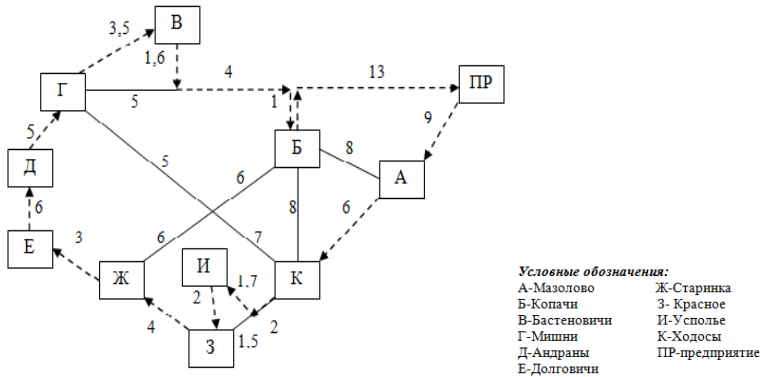 3,5
В
1,6
4
13
ПР
Г
5
1
9
5
Б
8
Д
5
6
А
6
8
6
3
6
7
Е
Ж
И
1,7
К
2
4
З
1,5
2
Условные обозначения:
А-Мазолово Ж-Старинка
Б-Копачи З- Красное
В-Бастеновичи И-Усполье
Г-Мишни К-Ходосы
Д-Андраны ПР-предприятие
Е-Долговичи